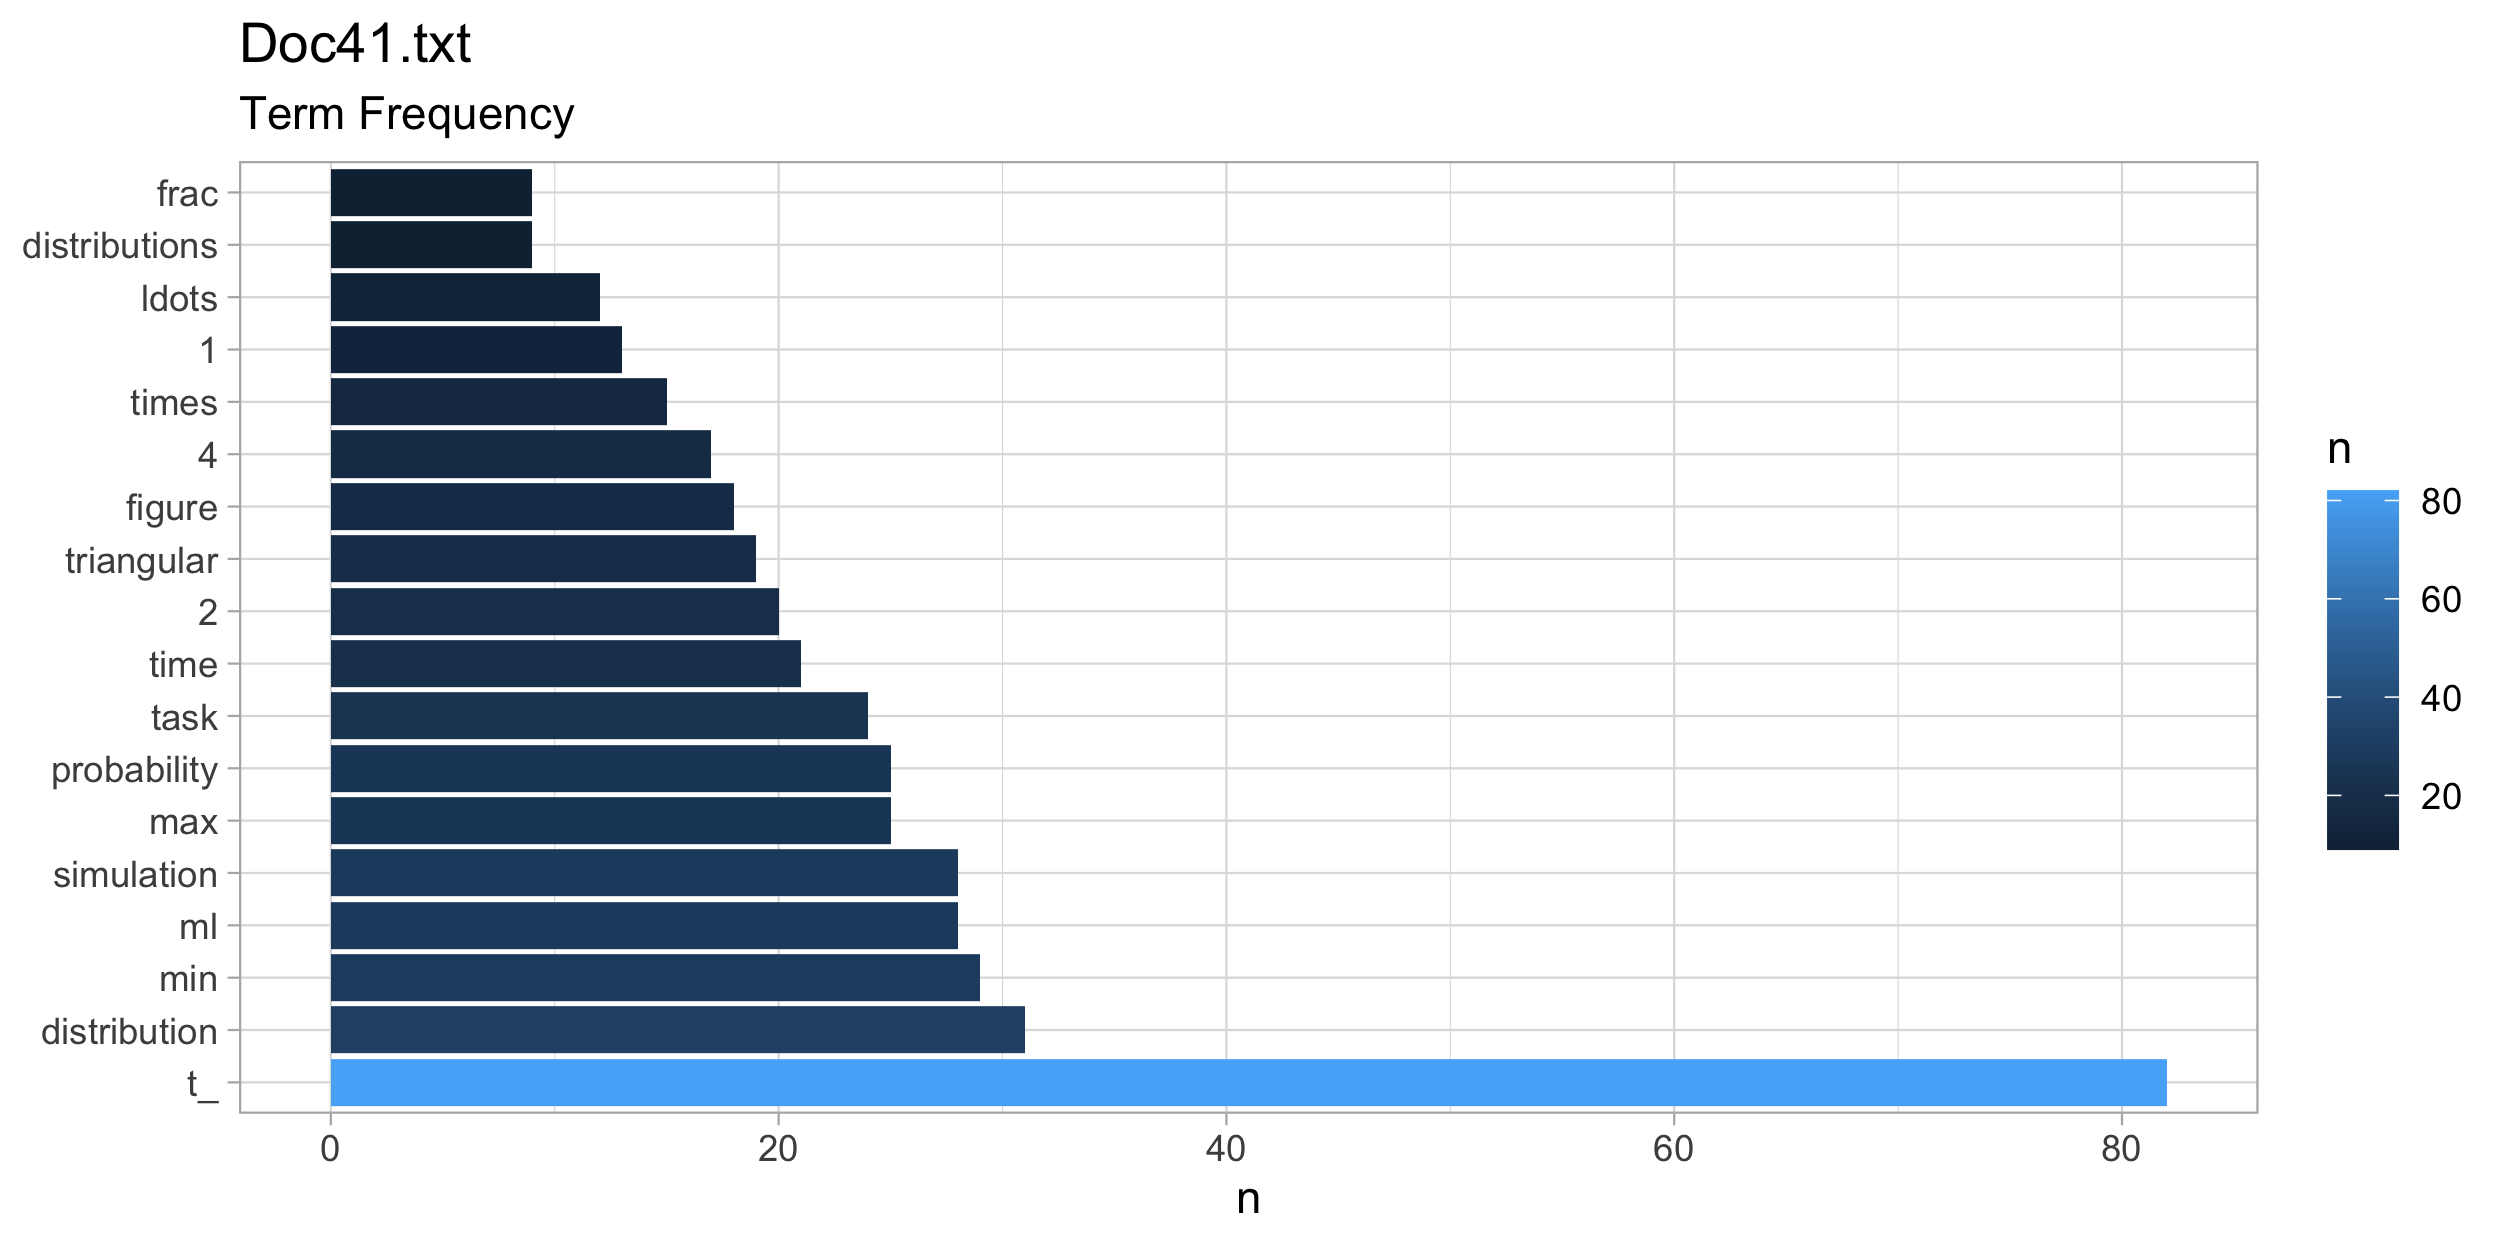 Doc41.txt
Term Frequency
frac
distributions
ldots
1
times
4
figure
triangular
2
time
task
probability
max
simulation
ml
min
distribution
t_
0 20 40 60 80
n
n
80
60
40
20